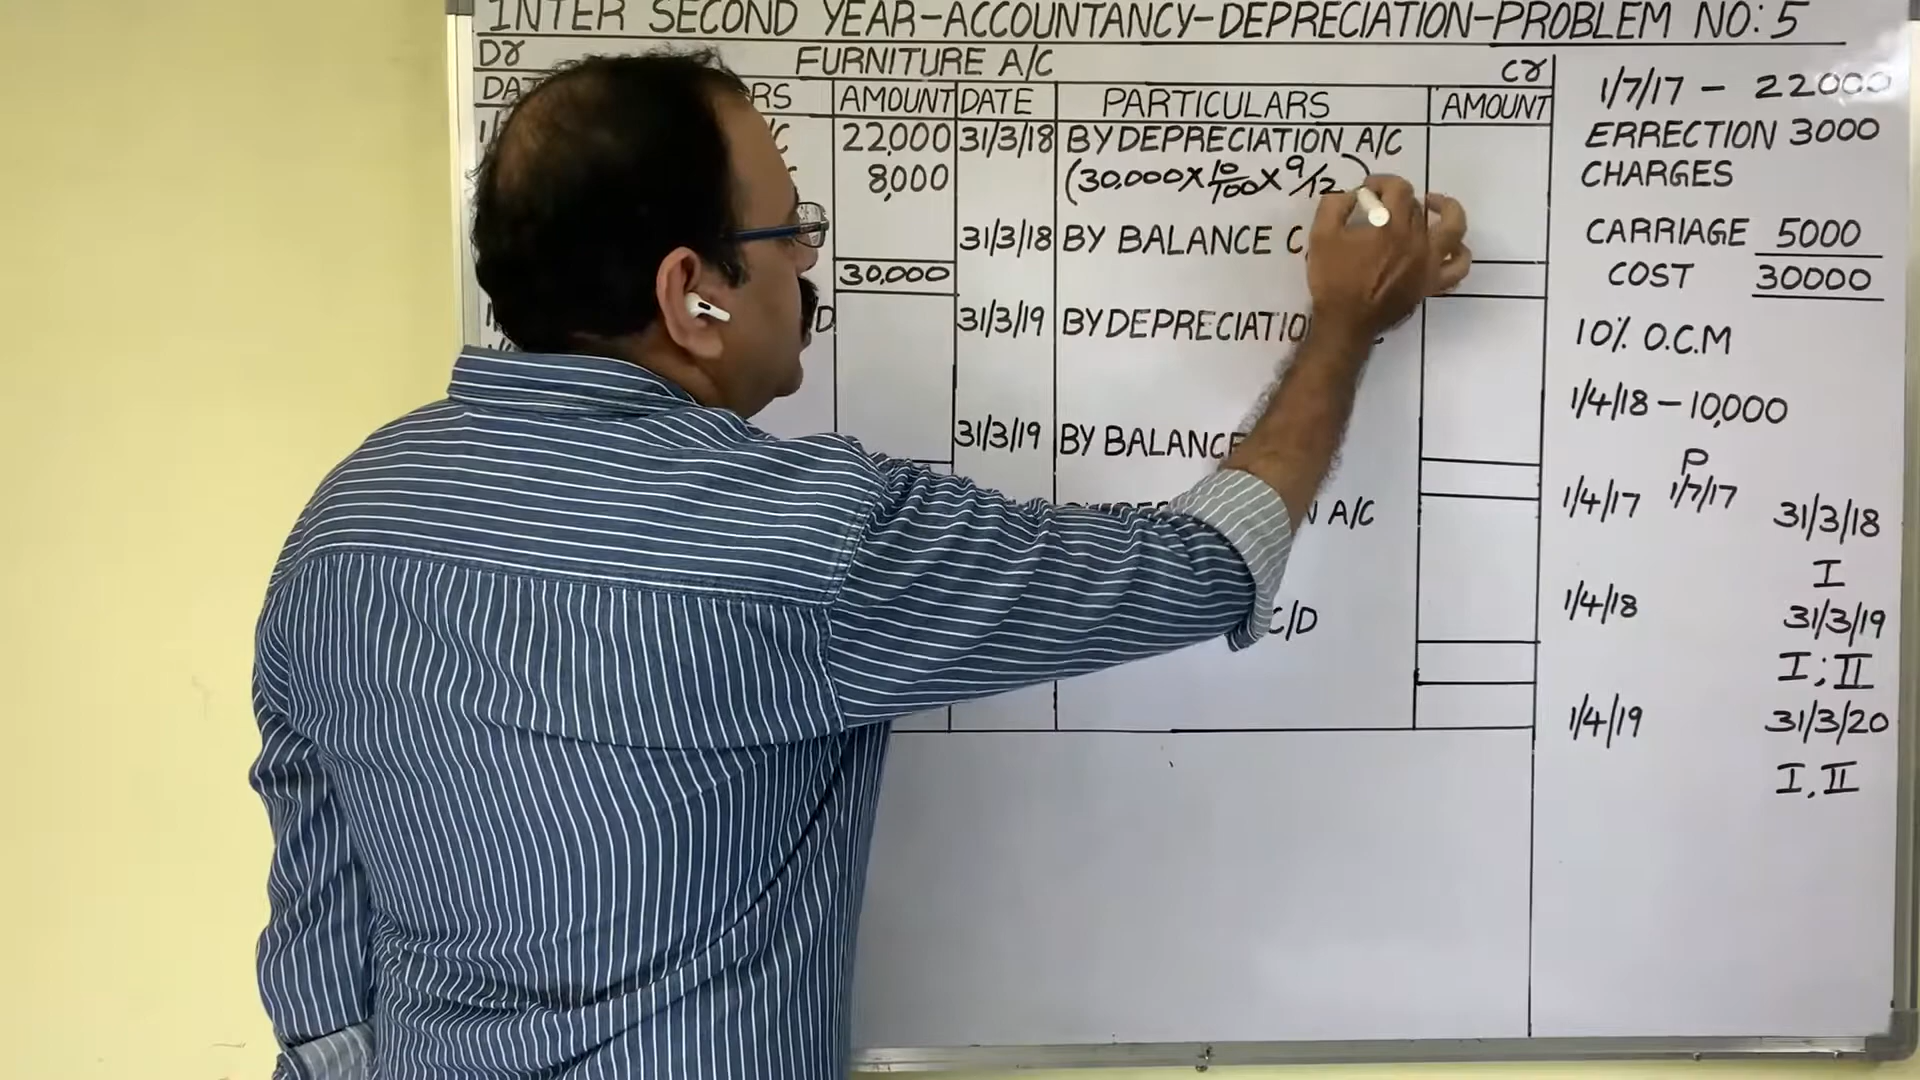 INTER SECOND YEAR-ACCOUNTANCY-DEPRECIATION-PROBLEM NO:5
Dr FURNITURE A/C Cr
AMOUNT DATE PARTICULARS AMOUNT
22,000 31/3/18 BY DEPRECIATION A/C
8,000 (30,000×10/100×9/12)
31/3/18 BY BALANCE
30,000
31/3/19 BY DEPRECIATION
31/3/19 BY BALANCE
A/C
C/D
1/7/17 - 22000
ERRECTION 3000
CHARGES
CARRIAGE 5000
COST 30000
10% O.C.M
1/4/18 - 10,000
P
1/4/17 1/7/17 31/3/18
I
1/4/18 31/3/19
I; II
1/4/19 31/3/20
I, II